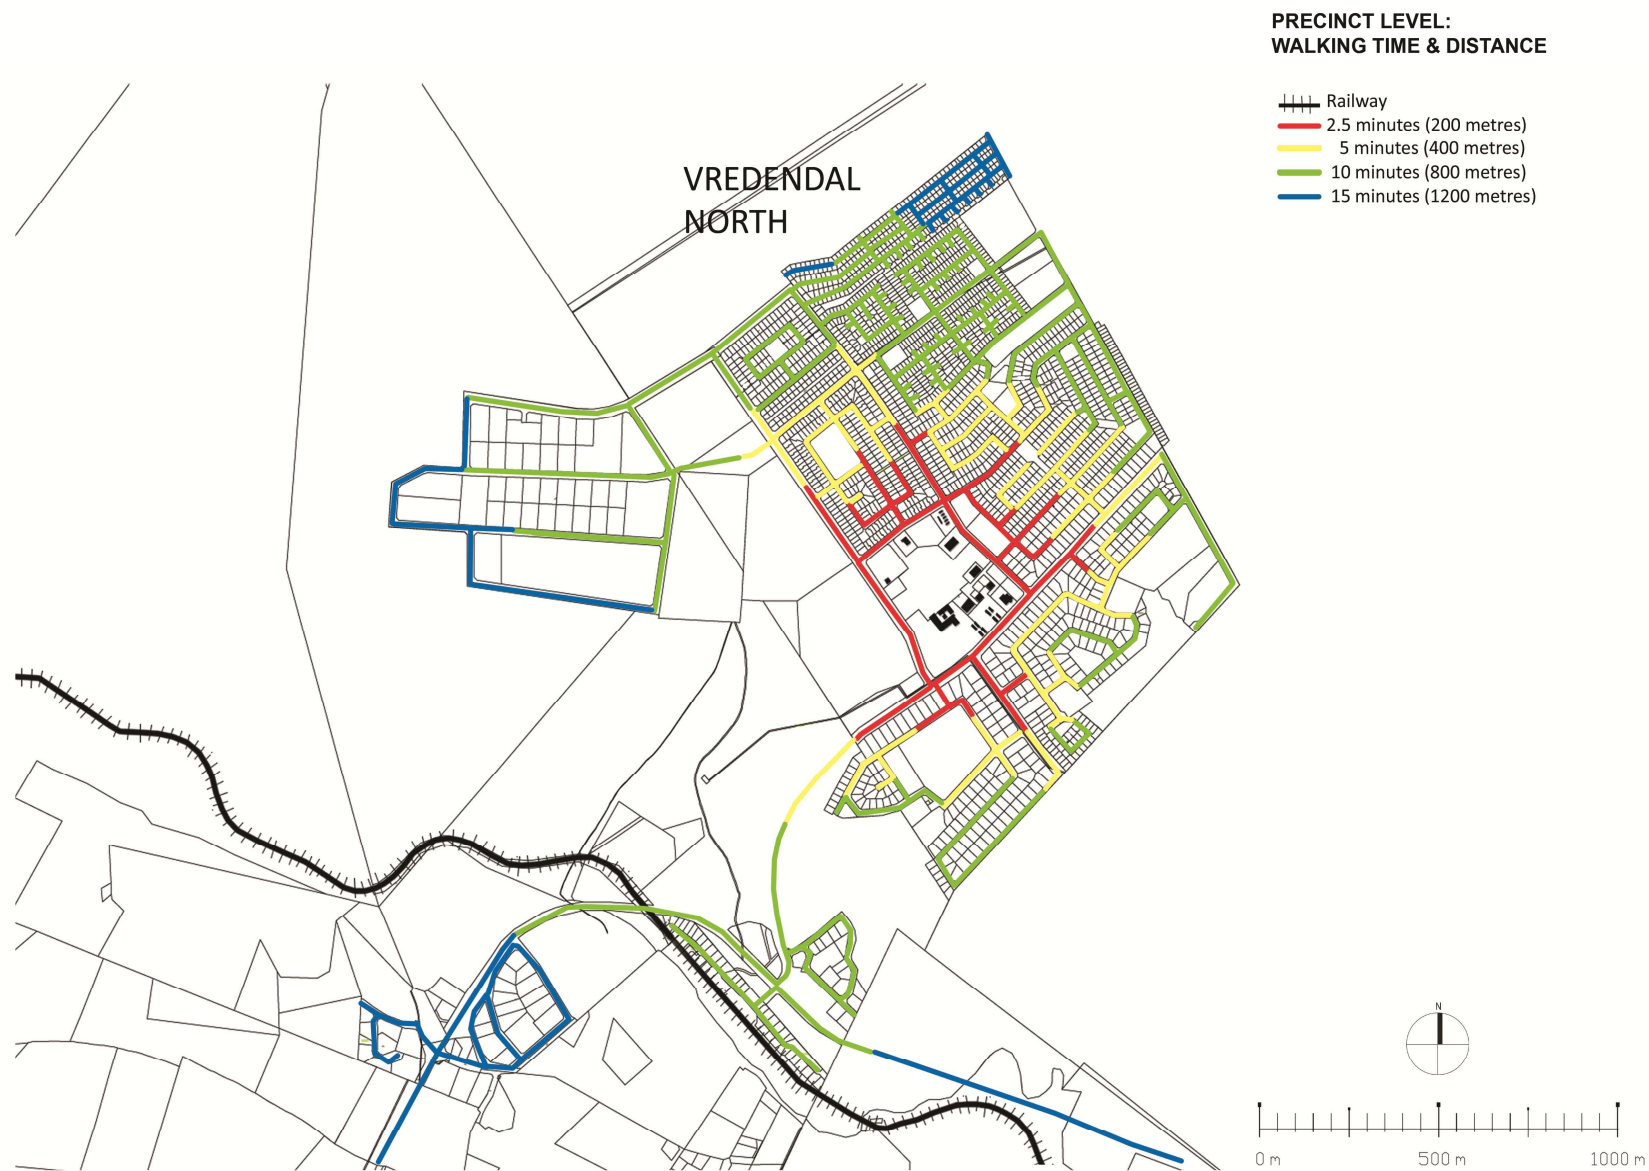 PRECINCT LEVEL:
WALKING TIME & DISTANCE
Railway
2.5 minutes (200 metres)
5 minutes (400 metres)
10 minutes (800 metres)
15 minutes (1200 metres)
VREDENDAL
NORTH
N
0 m 500 m 1000 m